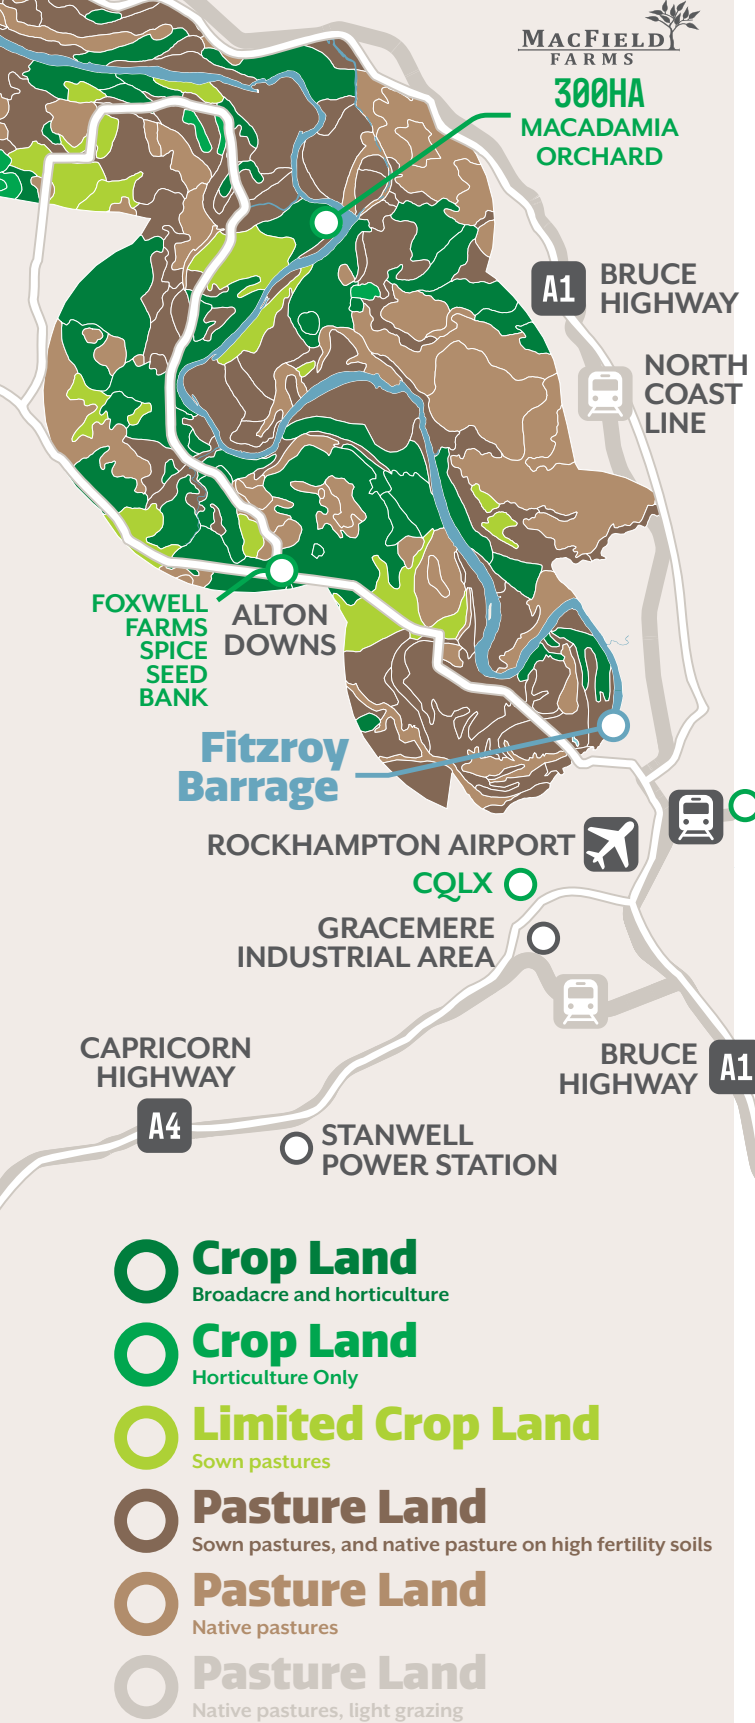 MACFIELD
FARMS
300HA
MACADAMIA
ORCHARD
A1
BRUCE
HIGHWAY
NORTH
COAST
LINE
FOXWELL
FARMS
SPICE
SEED
BANK
ALTON
DOWNS
Fitzroy
Barrage
ROCKHAMPTON AIRPORT
CQLX
GRACEMERE
INDUSTRIAL AREA
CAPRICORN
HIGHWAY
A4
BRUCE
HIGHWAY
A1
STANWELL
POWER STATION
Crop Land
Broadacre and horticulture
Crop Land
Horticulture Only
Limited Crop Land
Sown pastures
Pasture Land
Sown pastures, and native pasture on high fertility soils
Pasture Land
Native pastures
Pasture Land
Native pastures, light grazing